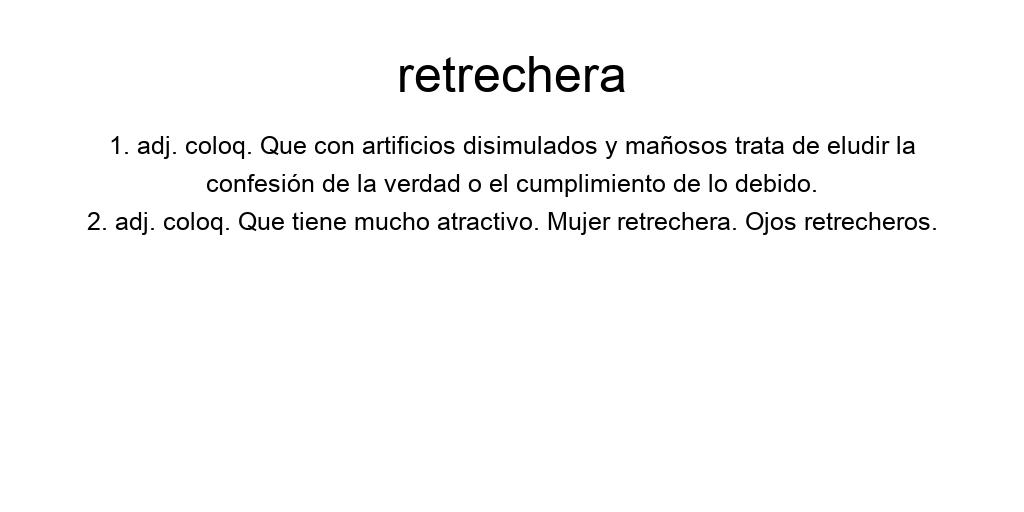 retrechera
1. adj. coloq. Que con artificios disimulados y mañosos trata de eludir la
confesión de la verdad o el cumplimiento de lo debido.
2. adj. coloq. Que tiene mucho atractivo. Mujer retrechera. Ojos retrecheros.